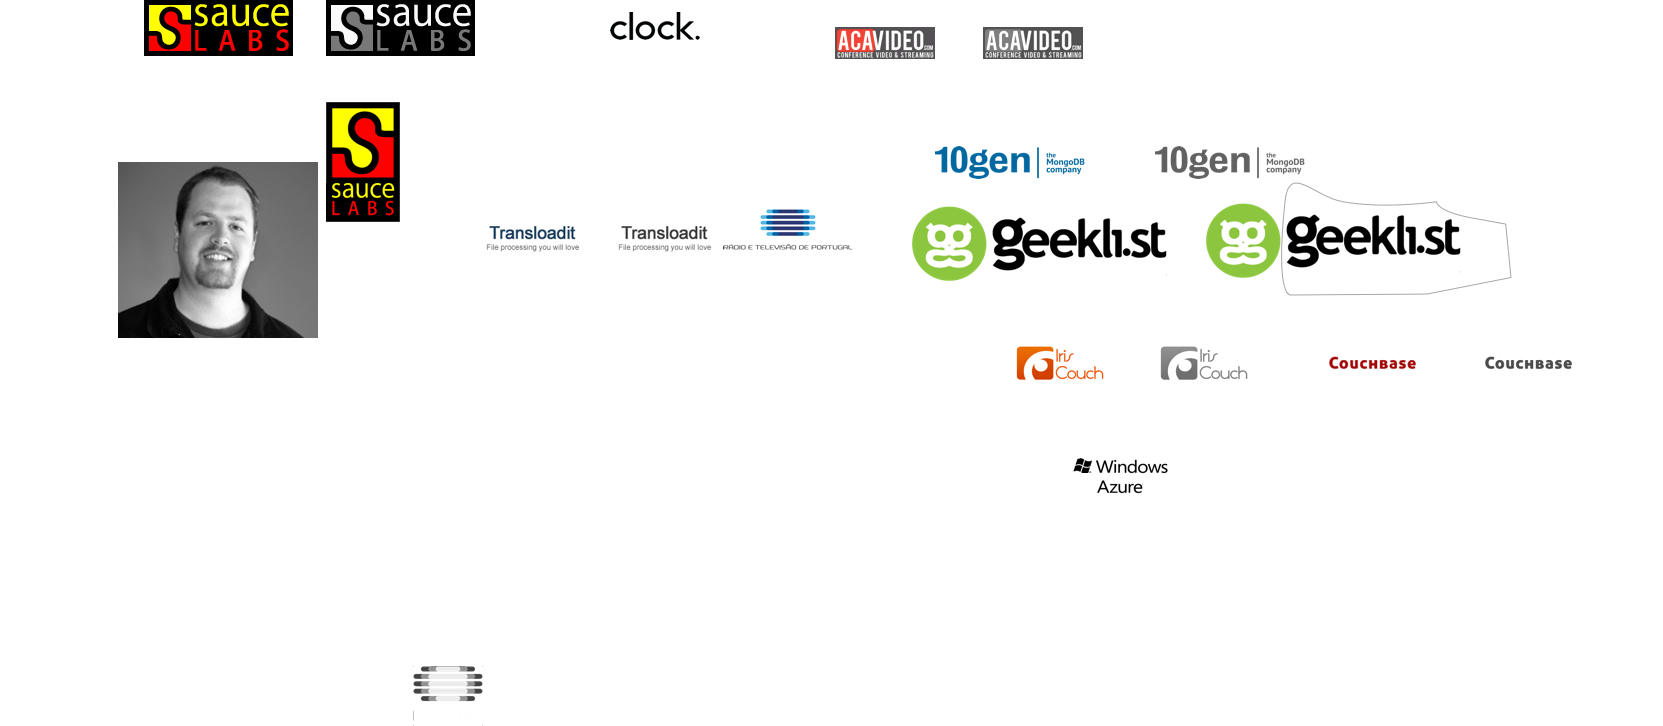 sauce
LABS
sauce
LABS
clock.
ACAVIDEO.COM
CONFERENCE VIDEO & STREAMING
ACAVIDEO.COM
CONFERENCE VIDEO & STREAMING
sauce
LABS
10gen
the
MongoDB
company
10gen
the
MongoDB
company
Transloadit
File processing you will love
Transloadit
File processing you will love
RÁDIO E TELEVISÃO DE PORTUGAL
geekli.st
geekli.st
Iris
Couch
Iris
Couch
Couchbase
Couchbase
Windows
Azure